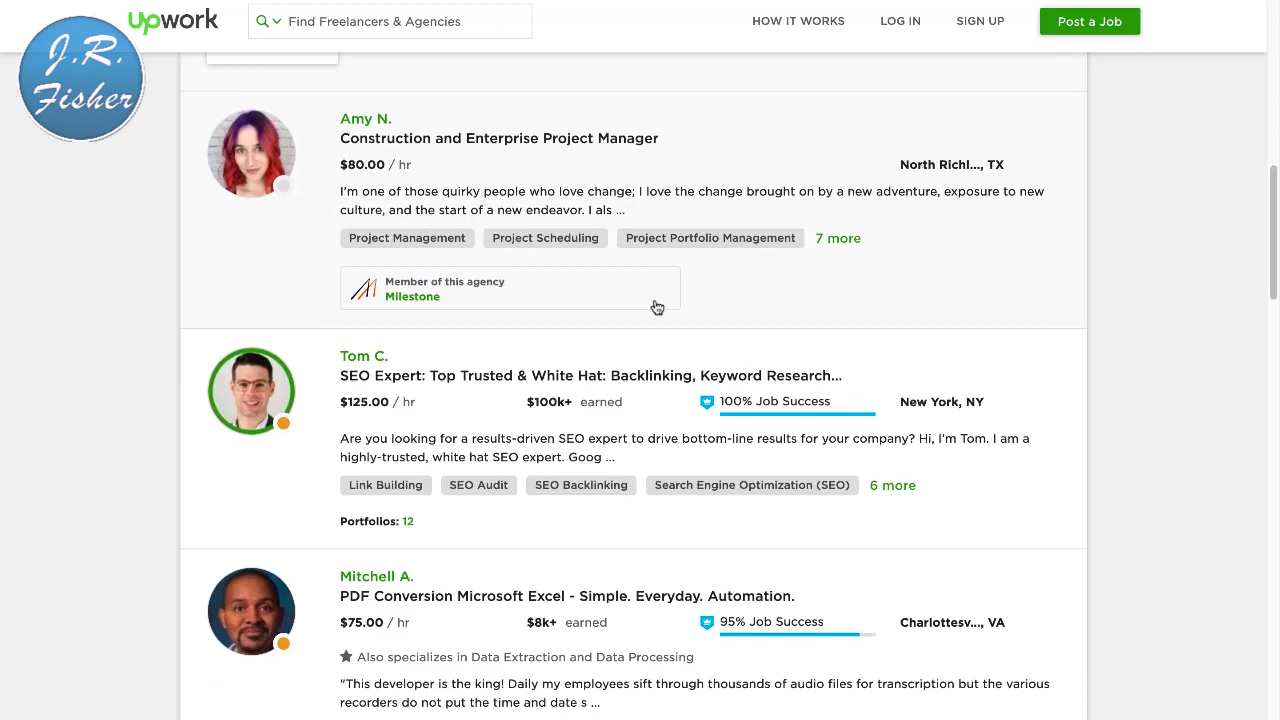 upwork
Find Freelancers & Agencies
HOW IT WORKS
LOG IN
SIGN UP
Post a Job
J.R.
Fisher
Amy N.
Construction and Enterprise Project Manager
$80.00 / hr
North Richl..., TX
I'm one of those quirky people who love change; I love the change brought on by a new adventure, exposure to new
culture, and the start of a new endeavor. I als ...
Project Management
Project Scheduling
Project Portfolio Management
7 more
Member of this agency
Milestone
Tom C.
SEO Expert: Top Trusted & White Hat: Backlinking, Keyword Research...
$125.00 / hr
$100k+ earned
100% Job Success
New York, NY
Are you looking for a results-driven SEO expert to drive bottom-line results for your company? Hi, I'm Tom. I am a
highly-trusted, white hat SEO expert. Goog ...
Link Building
SEO Audit
SEO Backlinking
Search Engine Optimization (SEO)
6 more
Portfolios: 12
Mitchell A.
PDF Conversion Microsoft Excel - Simple. Everyday. Automation.
$75.00 / hr
$8k+ earned
95% Job Success
Charlottesv..., VA
Also specializes in Data Extraction and Data Processing
"This developer is the king! Daily my employees sift through thousands of audio files for transcription but the various
recorders do not put the time and date s ...